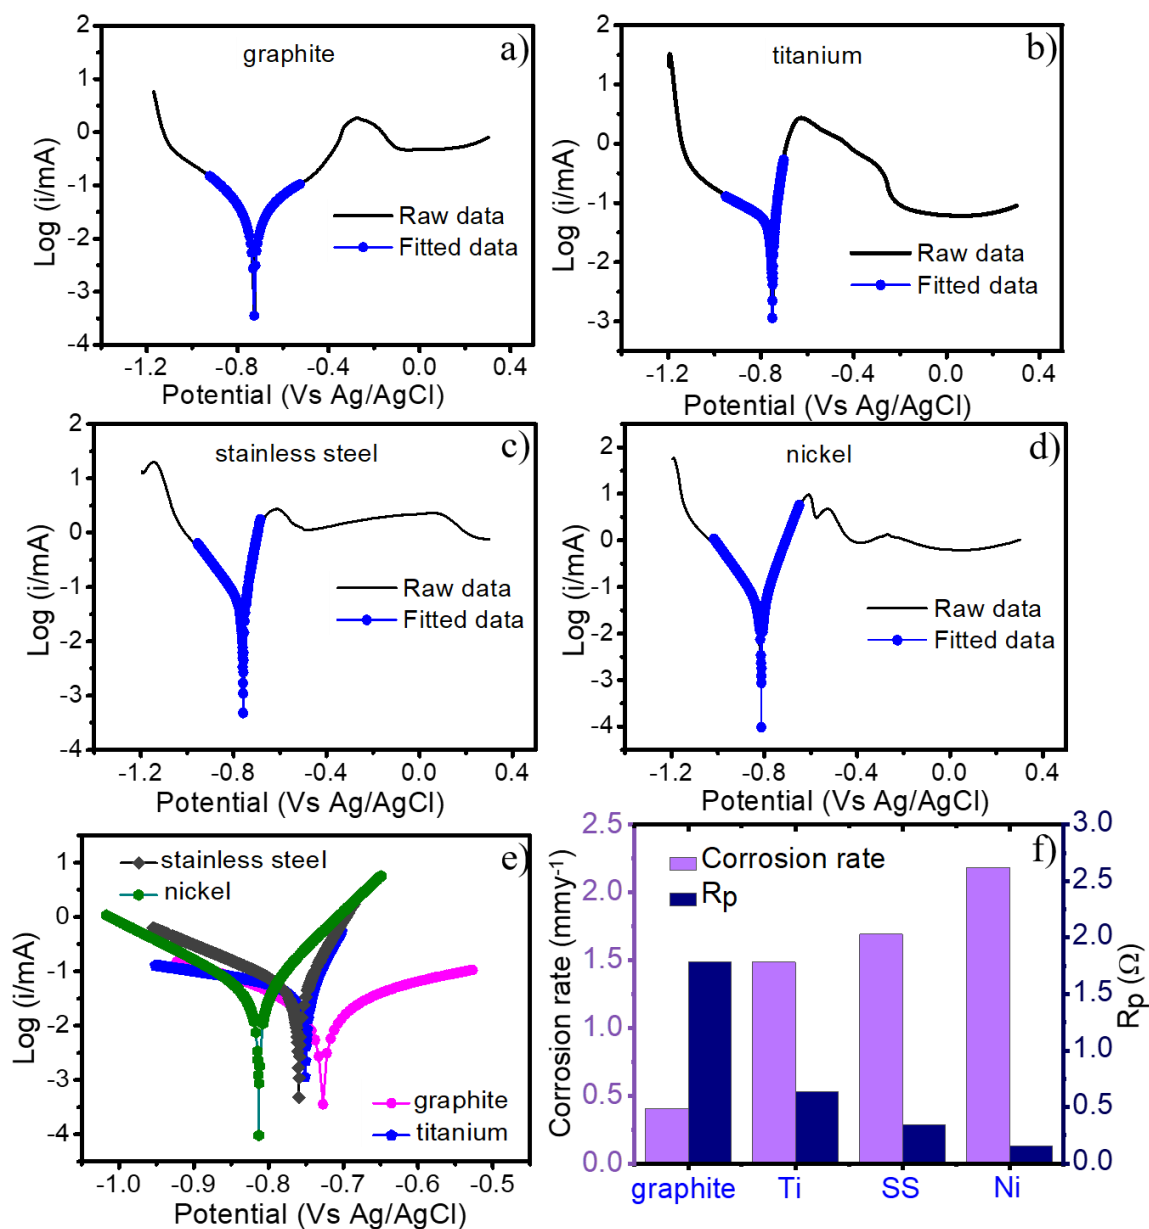 a)
graphite
Log (i/mA)
2
1
0
-1
-2
-3
-4
Raw data
Fitted data
-1.2 -0.8 -0.4 0.0 0.4
Potential (Vs Ag/AgCl)
b)
titanium
Log (i/mA)
2
1
0
-1
-2
-3
Raw data
Fitted data
-1.2 -0.8 -0.4 0.0 0.4
Potential (Vs Ag/AgCl)
c)
stainless steel
Log (i/mA)
2
1
0
-1
-2
-3
-4
Raw data
Fitted data
-1.2 -0.8 -0.4 0.0 0.4
Potential (Vs Ag/AgCl)
d)
nickel
Log (i/mA)
2
1
0
-1
-2
-3
-4
Raw data
Fitted data
-1.2 -0.8 -0.4 0.0 0.4
Potential (Vs Ag/AgCl)
e)
stainless steel
nickel
Log (i/mA)
1
0
-1
-2
-3
-4
graphite
titanium
-1.0 -0.9 -0.8 -0.7 -0.6 -0.5
Potential (Vs Ag/AgCl)
f)
Corrosion rate
Rp
Corrosion rate (mmy-1)
2.5
2.0
1.5
1.0
0.5
0.0
3.0
2.5
2.0
1.5
1.0
0.5
0.0
Rp (Ω)
graphite Ti SS Ni